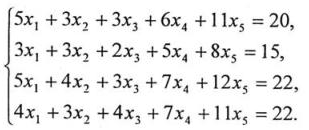 5x₁ + 3x₂ + 3x₃ + 6x₄ + 11x₅ = 20,
3x₁ + 3x₂ + 2x₃ + 5x₄ + 8x₅ = 15,
5x₁ + 4x₂ + 3x₃ + 7x₄ + 12x₅ = 22,
4x₁ + 3x₂ + 4x₃ + 7x₄ + 11x₅ = 22.